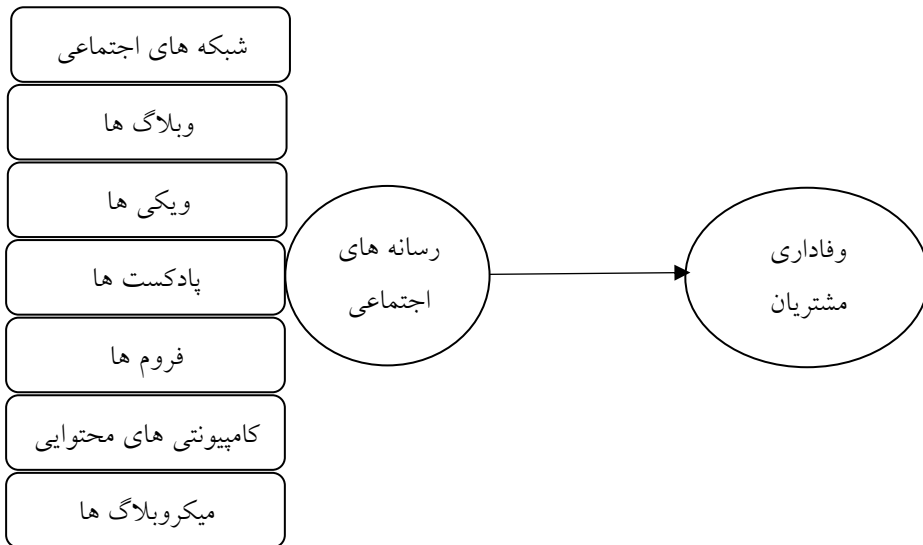 شبکه های اجتماعی
وبلاگ ها
ویکی ها
پادکست ها
فروم ها
کامپیونتی های محتوایی
میکروبلاگ ها
رسانه های
اجتماعی
وفاداری
مشتریان